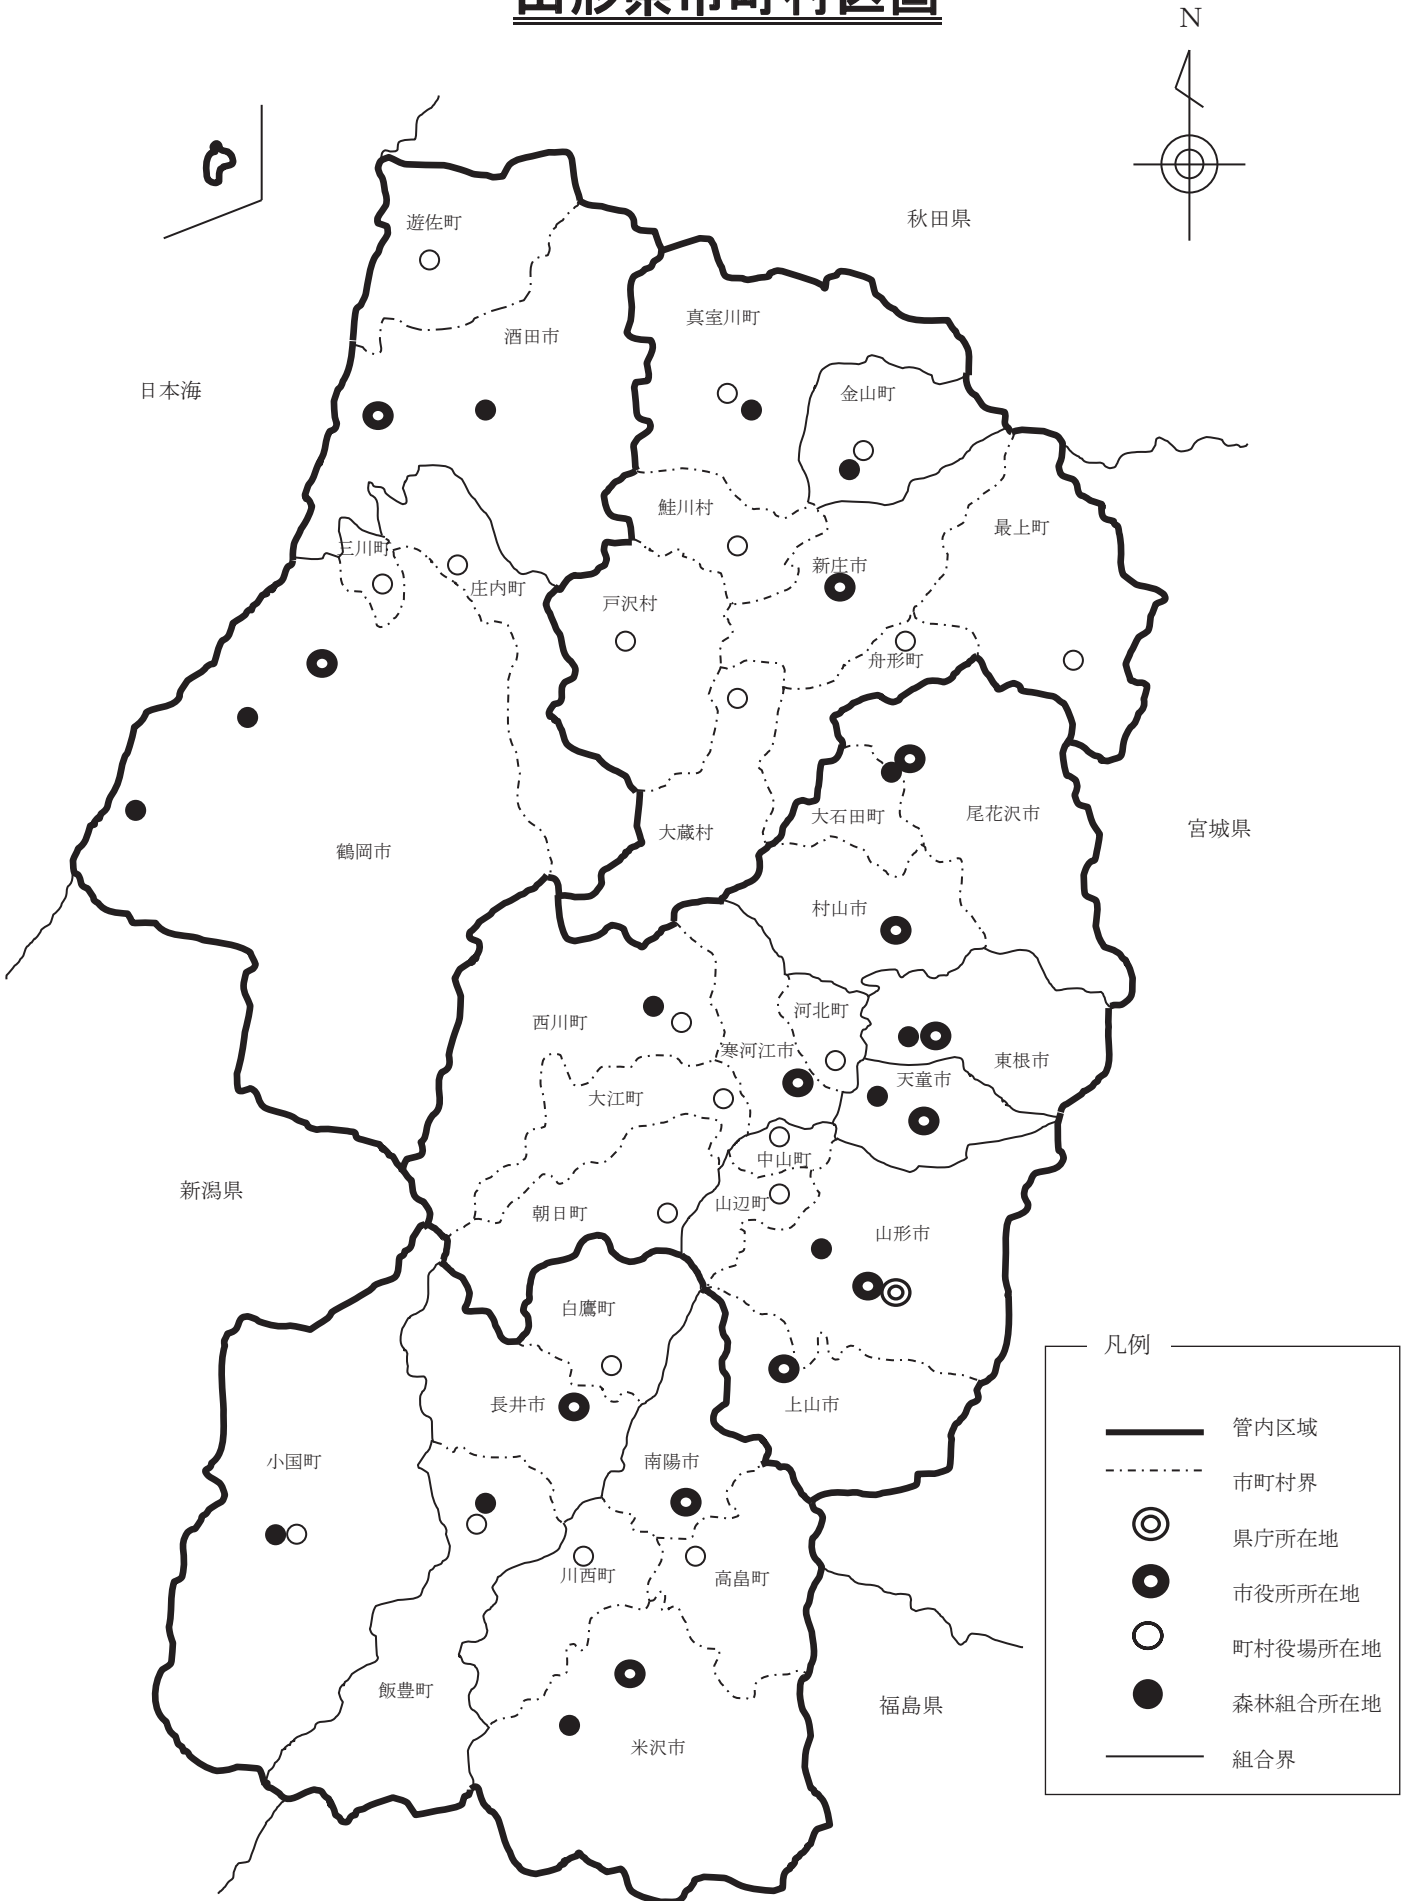 山形県市町村区図
N
秋田県
遊佐町
真室川町
酒田市
日本海
金山町
鮭川村
最上町
三川町
新庄市
庄内町
戸沢村
舟形町
大石田町
尾花沢市
宮城県
大蔵村
鶴岡市
村山市
西川町
河北町
寒河江市
東根市
天童市
大江町
中山町
新潟県
山辺町
朝日町
山形市
白鷹町
長井市
上山市
小国町
南陽市
川西町
高畠町
飯豊町
福島県
米沢市
凡例
管内区域
市町村界
県庁所在地
市役所所在地
町村役場所在地
森林組合所在地
組合界